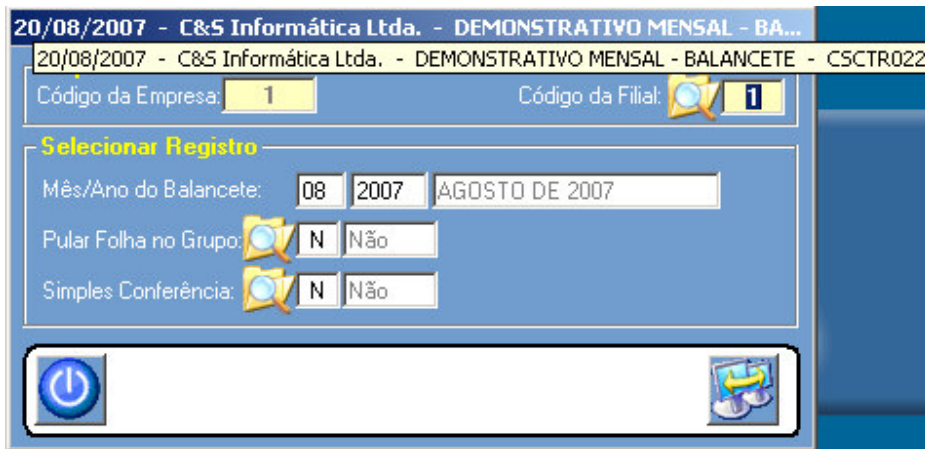 20/08/2007 - C&S Informática Ltda. - DEMONSTRATIVO MENSAL - BA...
20/08/2007 - C&S Informática Ltda. - DEMONSTRATIVO MENSAL - BALANCETE - CSCTR022
Código da Empresa: 1 Código da Filial: 1
Selecionar Registro
Mês/Ano do Balancete: 08 2007 AGOSTO DE 2007
Pular Folha no Grupo: N Não
Simples Conferência: N Não